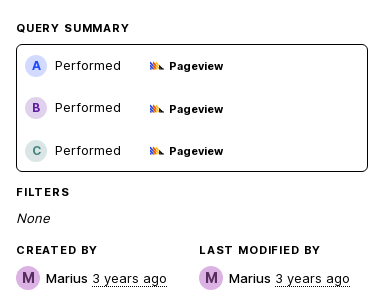 QUERY SUMMARY
A Performed Pageview
B Performed Pageview
C Performed Pageview
FILTERS
None
CREATED BY LAST MODIFIED BY
M Marius 3 years ago M Marius 3 years ago